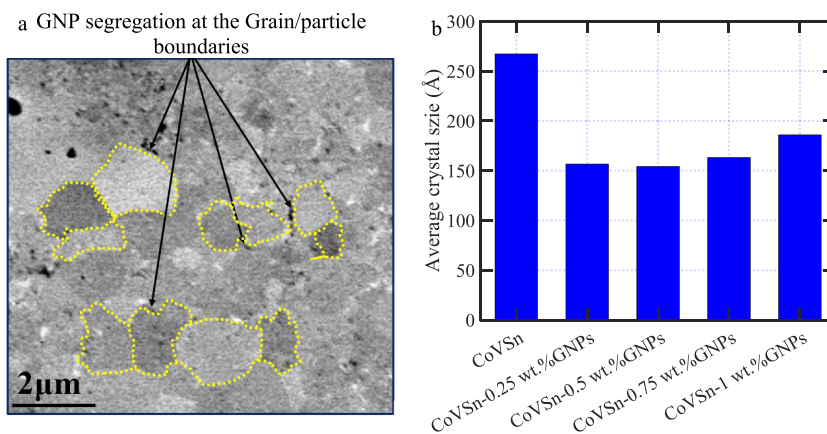 a GNP segregation at the Grain/particle
boundaries
2μm
b
Average crystal szie (Å)
300
250
200
150
100
50
0
CoVSn
CoVSn-0.25 wt.%GNPs
CoVSn-0.5 wt.%GNPs
CoVSn-0.75 wt.%GNPs
CoVSn-1 wt.%GNPs